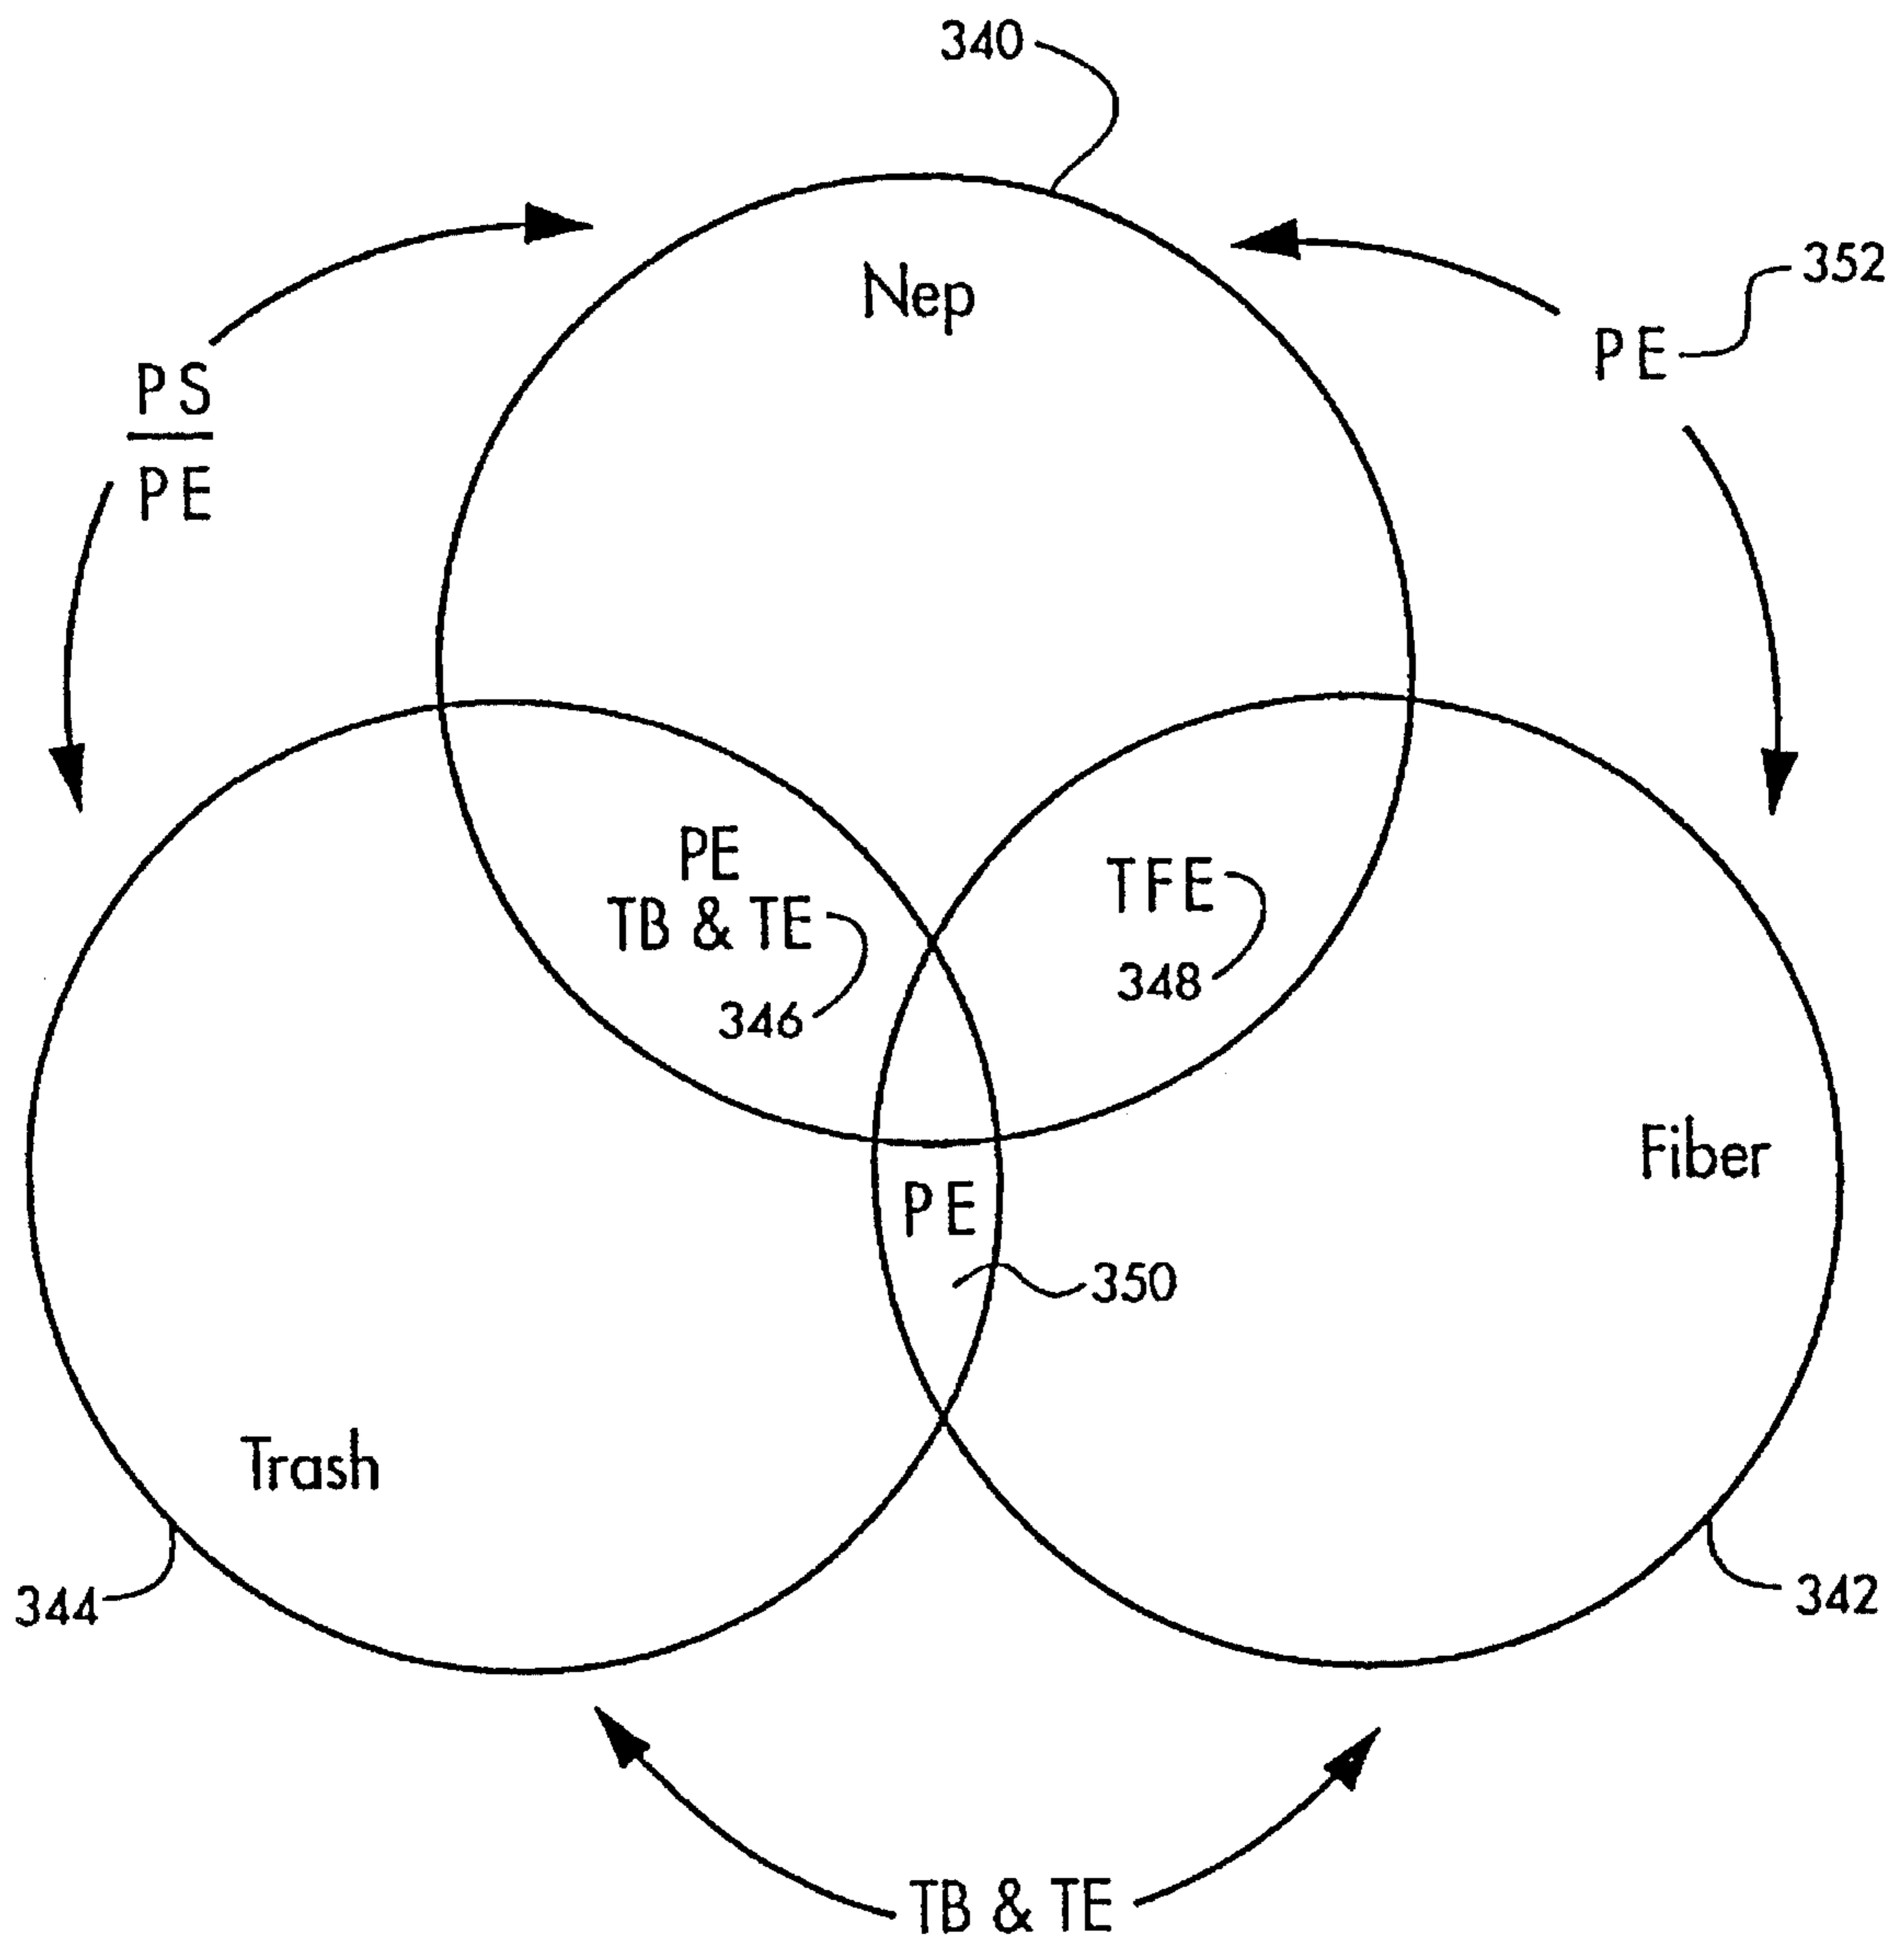 340
352
Nep
PE
PS
PE
PE
TB & TE
346
TFE
348
Fiber
PE
350
Trash
344
342
TB & TE